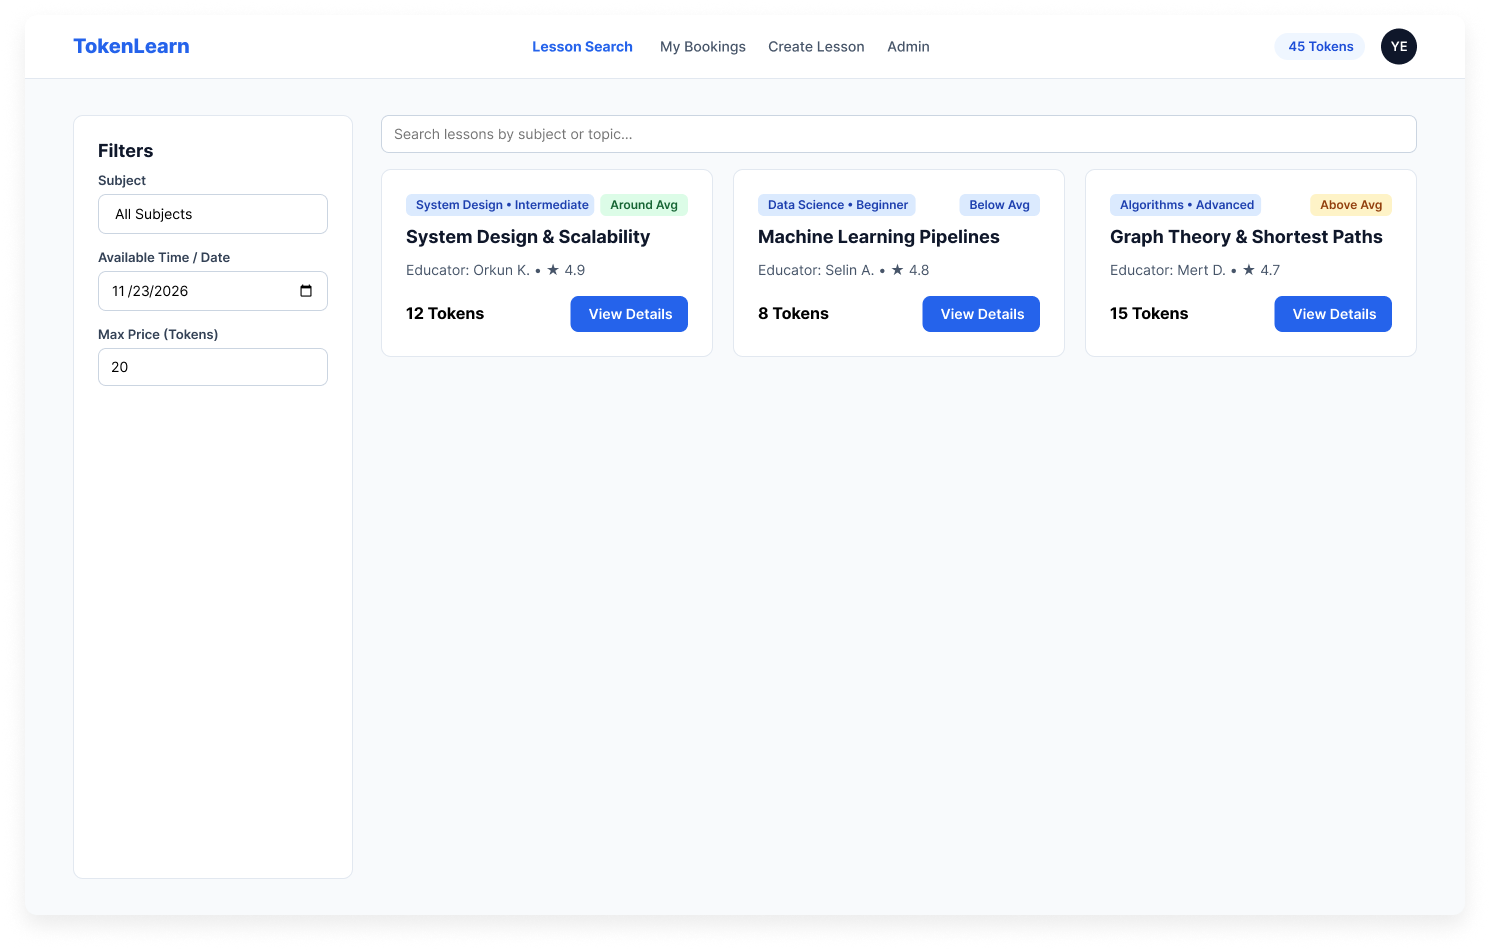 TokenLearn
Lesson Search My Bookings Create Lesson Admin
45 Tokens YE
Filters
Subject
All Subjects
Available Time / Date
11/23/2026
Max Price (Tokens)
20
Search lessons by subject or topic...
System Design • Intermediate Around Avg
System Design & Scalability
Educator: Orkun K. • ★ 4.9
12 Tokens View Details
Data Science • Beginner Below Avg
Machine Learning Pipelines
Educator: Selin A. • ★ 4.8
8 Tokens View Details
Algorithms • Advanced Above Avg
Graph Theory & Shortest Paths
Educator: Mert D. • ★ 4.7
15 Tokens View Details